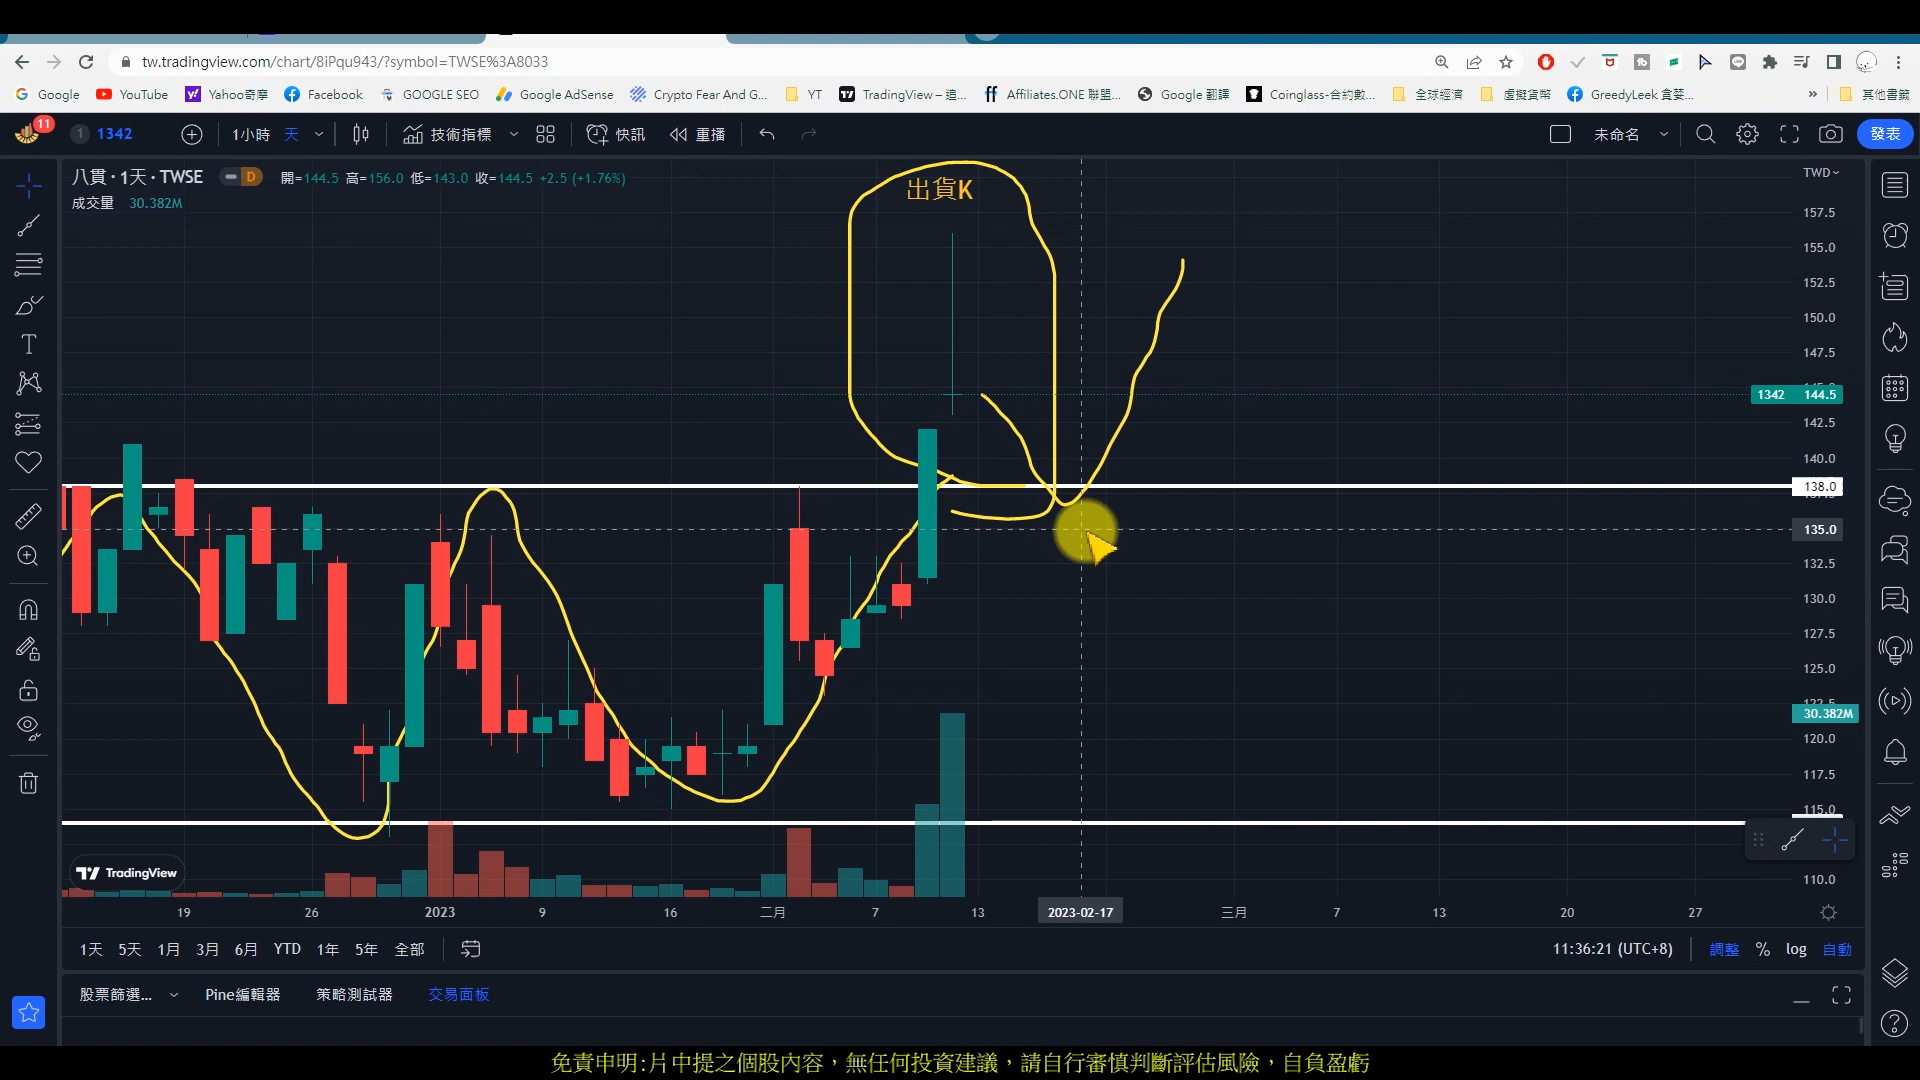 tw.tradingview.com/chart/8iPqu943/?symbol=TWSE%3A8033
Google YouTube Yahoo奇摩 Facebook GOOGLE SEO Google AdSense Crypto Fear And G... YT TradingView – 追... Affiliates.ONE 聯盟... Google 翻譯 Coinglass-合約數... 全球經濟 虛擬貨幣 GreedyLeek 貪婪... » 其他書籤
11 1 1342 1小時 天 技術指標 快訊 重播 未命名 發表
八貫 · 1天 · TWSE D 開=144.5 高=156.0 低=143.0 收=144.5 +2.5 (+1.76%)
成交量 30.382M
出貨K
TWD
157.5
155.0
152.5
150.0
147.5
1342 144.5
142.5
140.0
138.0
135.0
132.5
130.0
127.5
125.0
122.5
30.382M
120.0
117.5
115.0
110.0
TradingView
19 26 2023 9 16 二月 7 13 2023-02-17 三月 7 13 20 27
1天 5天 1月 3月 6月 YTD 1年 5年 全部 11:36:21 (UTC+8) 調整 % log 自動
股票篩選... Pine編輯器 策略測試器 交易面板
免責申明:片中提之個股內容，無任何投資建議，請自行審慎判斷評估風險，自負盈虧